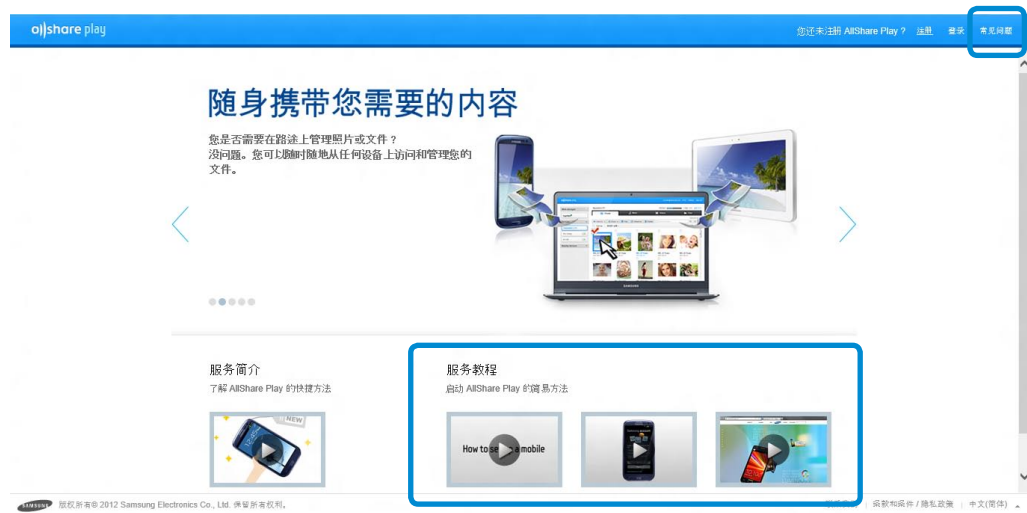 allshare play
您还未注册 AllShare Play ? 注册 登录 常见问题
随身携带您需要的内容
您是否需要在路途上管理照片或文件 ?
没问题。您可以随时随地从任何设备上访问和管理您的
文件。
SAMSUNG
服务简介
了解 AllShare Play 的快捷方法
服务教程
启动 AllShare Play 的简易方法
NEW
SAMSUNG 版权所有© 2012 Samsung Electronics Co., Ltd. 保留所有权利。
条款和条件 / 隐私政策 | 中文(简体)